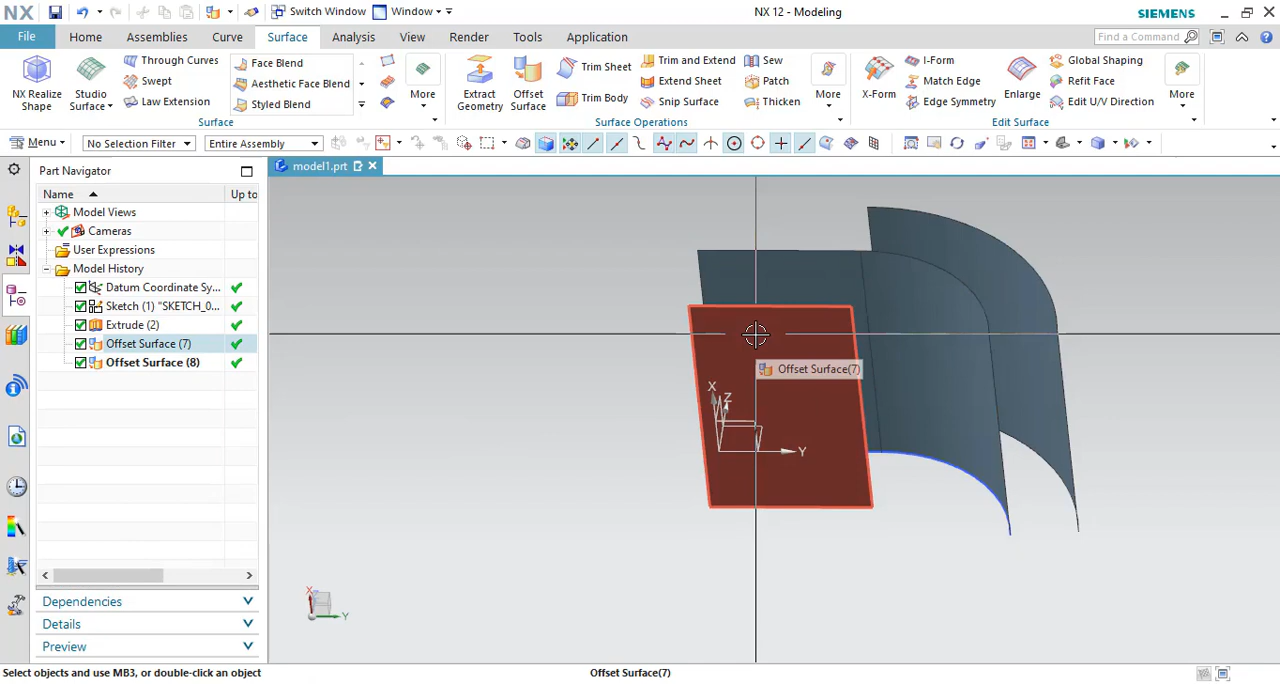 NX Switch Window Window NX 12 - Modeling SIEMENS
File Home Assemblies Curve Surface Analysis View Render Tools Application Find a Command
NX Realize Shape Studio Surface Through Curves Swept Law Extension Face Blend Aesthetic Face Blend Styled Blend More
Surface
Extract Geometry Offset Surface Trim Sheet Trim Body Trim and Extend Extend Sheet Snip Surface Sew Patch Thicken More
Surface Operations
X-Form I-Form Match Edge Edge Symmetry Enlarge Global Shaping Refit Face Edit U/V Direction More
Edit Surface
Menu No Selection Filter Entire Assembly
Part Navigator
model1.prt
Name Up to
Model Views
Cameras
User Expressions
Model History
Datum Coordinate Sy...
Sketch (1) "SKETCH_0...
Extrude (2)
Offset Surface (7)
Offset Surface (8)
Offset Surface(7)
X
Z
Y
X
Y
Dependencies
Details
Preview
Select objects and use MB3, or double-click an object Offset Surface(7)